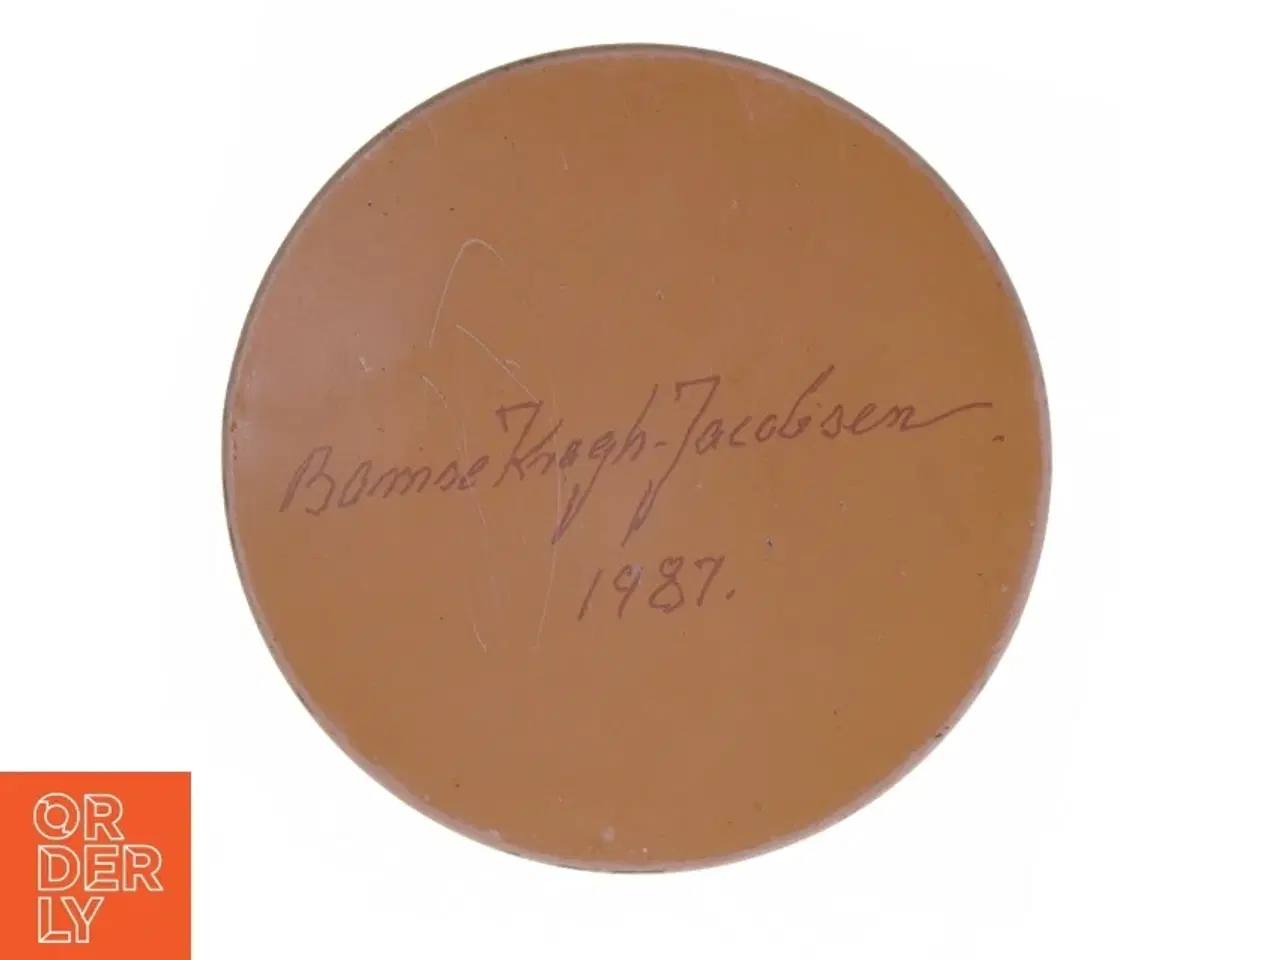 Bamse Kragh-Jacobsen
1987.
OR
DER
LY